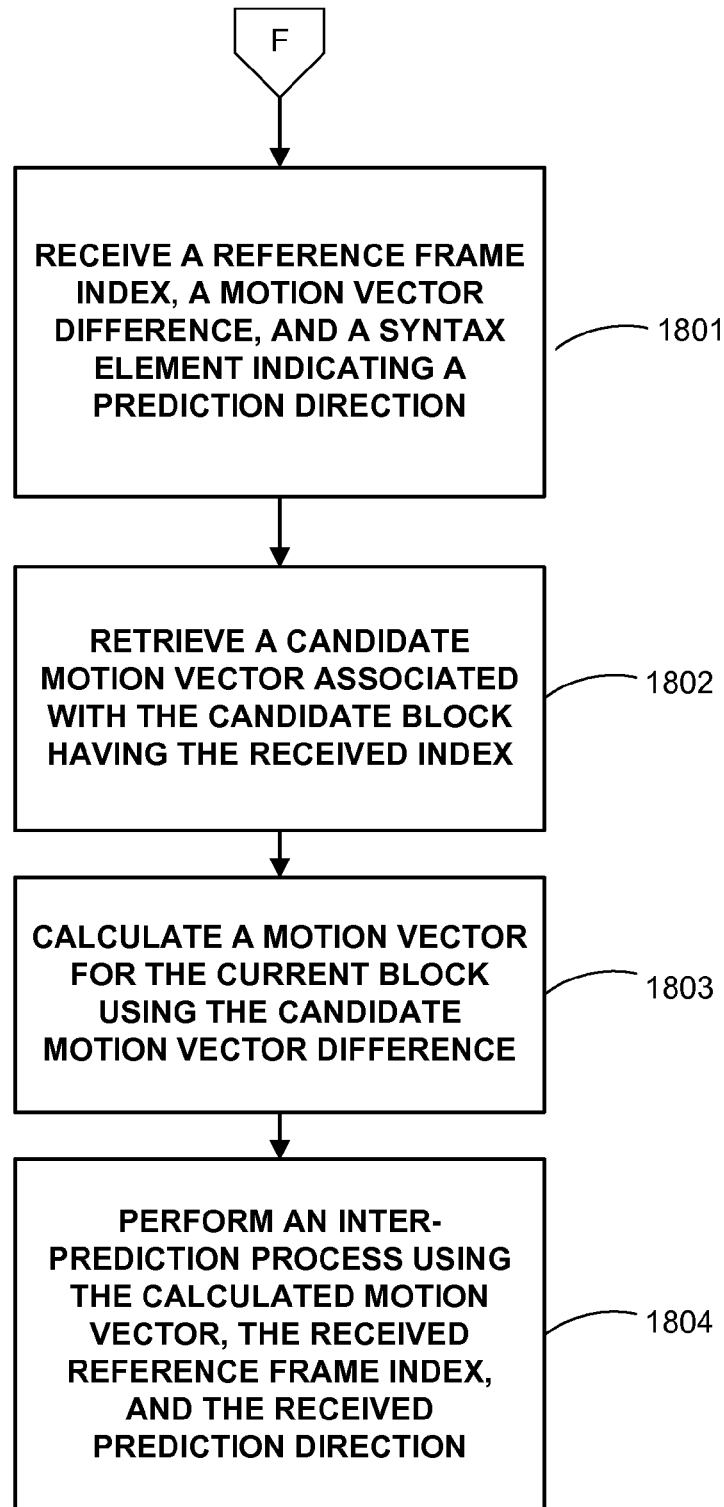 F
RECEIVE A REFERENCE FRAME
INDEX, A MOTION VECTOR
DIFFERENCE, AND A SYNTAX
ELEMENT INDICATING A
PREDICTION DIRECTION
1801
RETRIEVE A CANDIDATE
MOTION VECTOR ASSOCIATED
WITH THE CANDIDATE BLOCK
HAVING THE RECEIVED INDEX
1802
CALCULATE A MOTION VECTOR
FOR THE CURRENT BLOCK
USING THE CANDIDATE
MOTION VECTOR DIFFERENCE
1803
PERFORM AN INTER-
PREDICTION PROCESS USING
THE CALCULATED MOTION
VECTOR, THE RECEIVED
REFERENCE FRAME INDEX,
AND THE RECEIVED
PREDICTION DIRECTION
1804